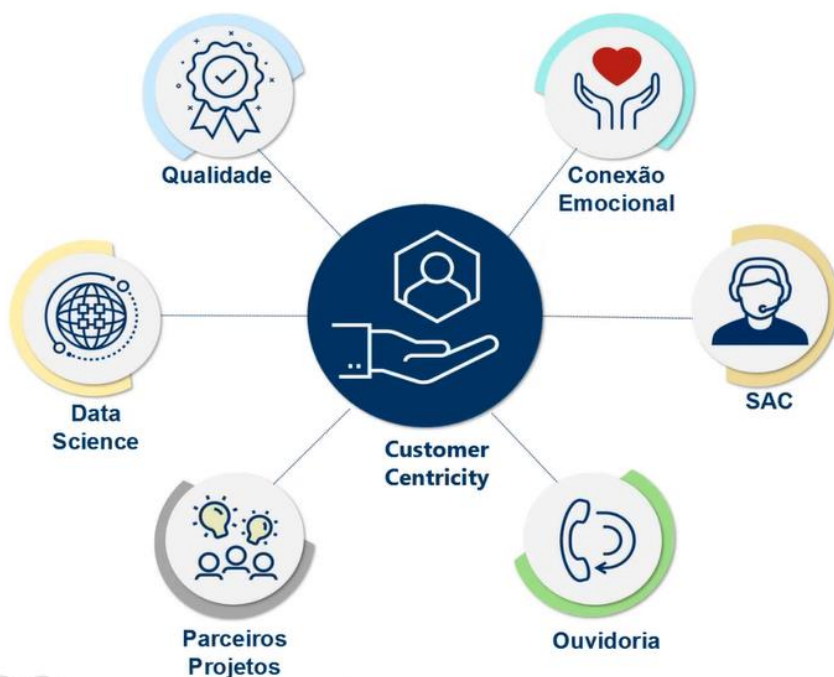 Qualidade
Conexão
Emocional
Data
Science
SAC
Customer
Centricity
Parceiros
Projetos
Ouvidoria